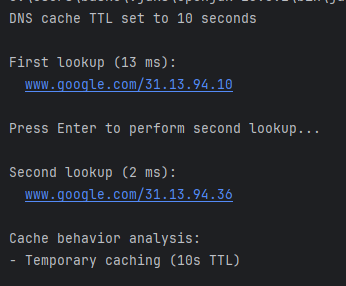 DNS cache TTL set to 10 seconds
First lookup (13 ms):
www.google.com/31.13.94.10
Press Enter to perform second lookup...
Second lookup (2 ms):
www.google.com/31.13.94.36
Cache behavior analysis:
- Temporary caching (10s TTL)